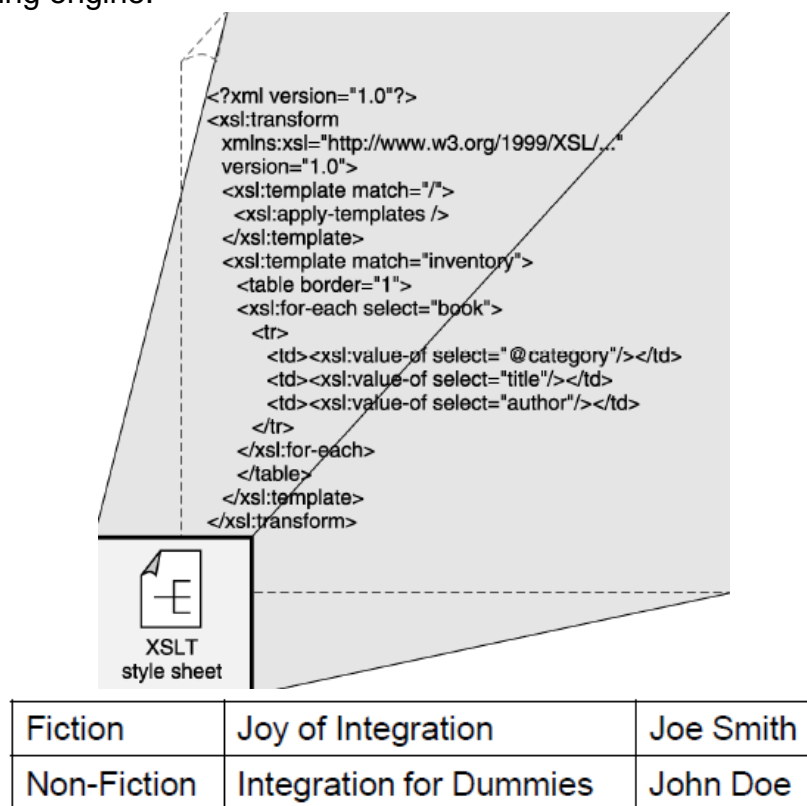 ing engine.
<?xml version="1.0"?>
<xsl:transform
xmlns:xsl="http://www.w3.org/1999/XSL/..."
version="1.0">
<xsl:template match="/">
<xsl:apply-templates />
</xsl:template>
<xsl:template match="inventory">
<table border="1">
<xsl:for-each select="book">
<tr>
<td><xsl:value-of select="@category"/></td>
<td><xsl:value-of select="title"/></td>
<td><xsl:value-of select="author"/></td>
</tr>
</xsl:for-each>
</table>
</xsl:template>
</xsl:transform>
XSLT
style sheet
Fiction Joy of Integration Joe Smith
Non-Fiction Integration for Dummies John Doe